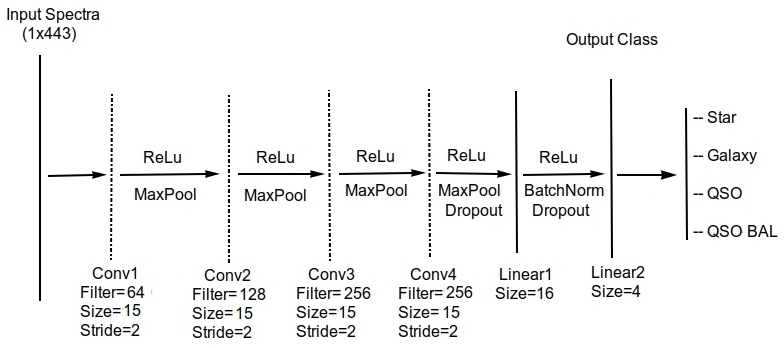 Input Spectra
(1x443)
Output Class
ReLu
MaxPool
ReLu
MaxPool
ReLu
MaxPool
ReLu
MaxPool
Dropout
ReLu
BatchNorm
Dropout
-- Star
-- Galaxy
-- QSO
-- QSO BAL
Conv1
Filter=64
Size=15
Stride=2
Conv2
Filter=128
Size=15
Stride=2
Conv3
Filter=256
Size=15
Stride=2
Conv4
Filter=256
Size=15
Stride=2
Linear1
Size=16
Linear2
Size=4